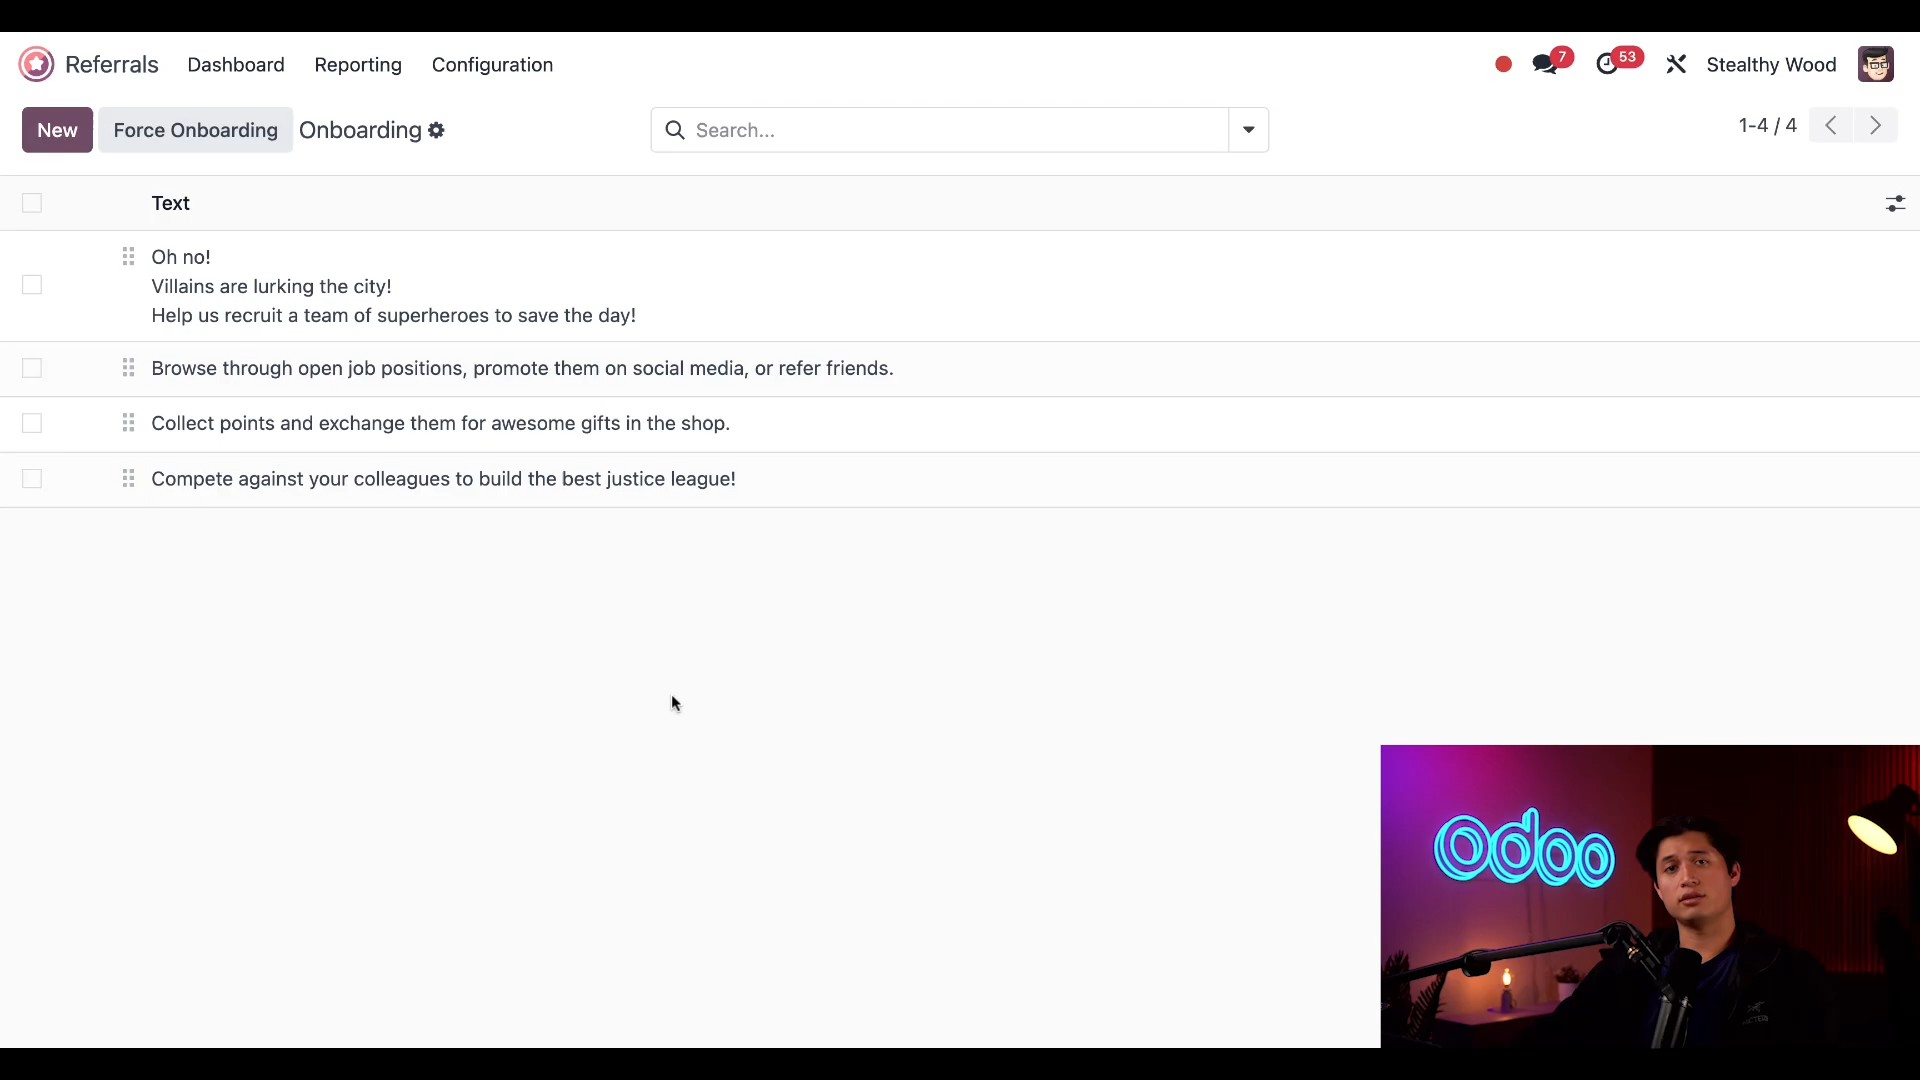 Referrals Dashboard Reporting Configuration 7 53 Stealthy Wood
New Force Onboarding Onboarding Search... 1-4 / 4
Text
Oh no!
Villains are lurking the city!
Help us recruit a team of superheroes to save the day!
Browse through open job positions, promote them on social media, or refer friends.
Collect points and exchange them for awesome gifts in the shop.
Compete against your colleagues to build the best justice league!
odoo